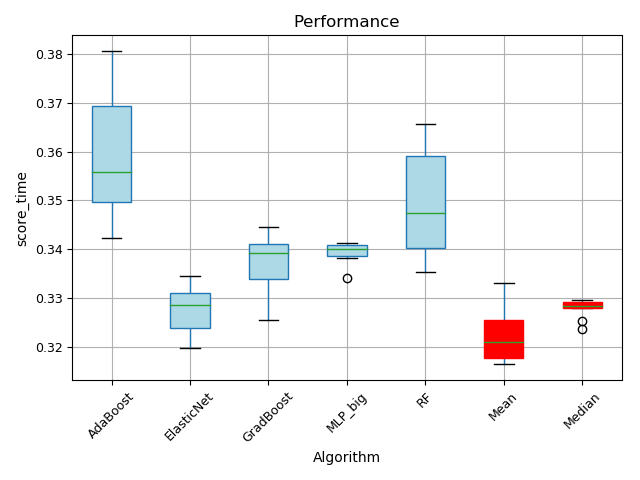 Performance
0.38
0.37
0.36
0.35
0.34
0.33
0.32
score_time
AdaBoost
ElasticNet
GradBoost
MLP_big
RF
Mean
Median
Algorithm